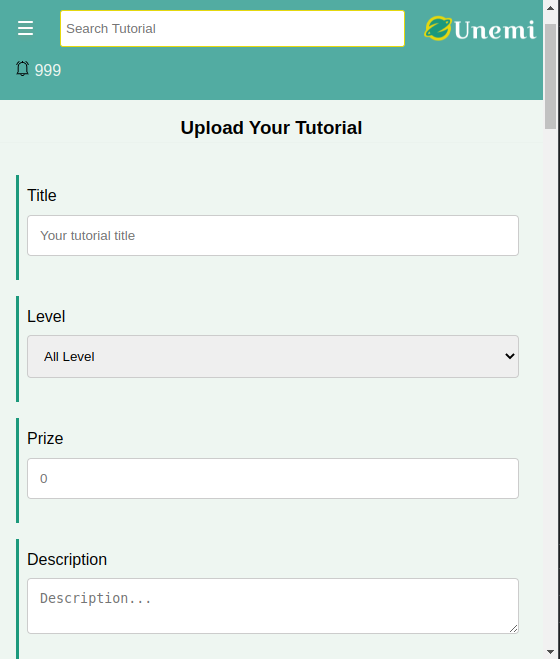 ☰ Search Tutorial Unemi
999
Upload Your Tutorial
Title
Your tutorial title
Level
All Level
Prize
0
Description
Description...